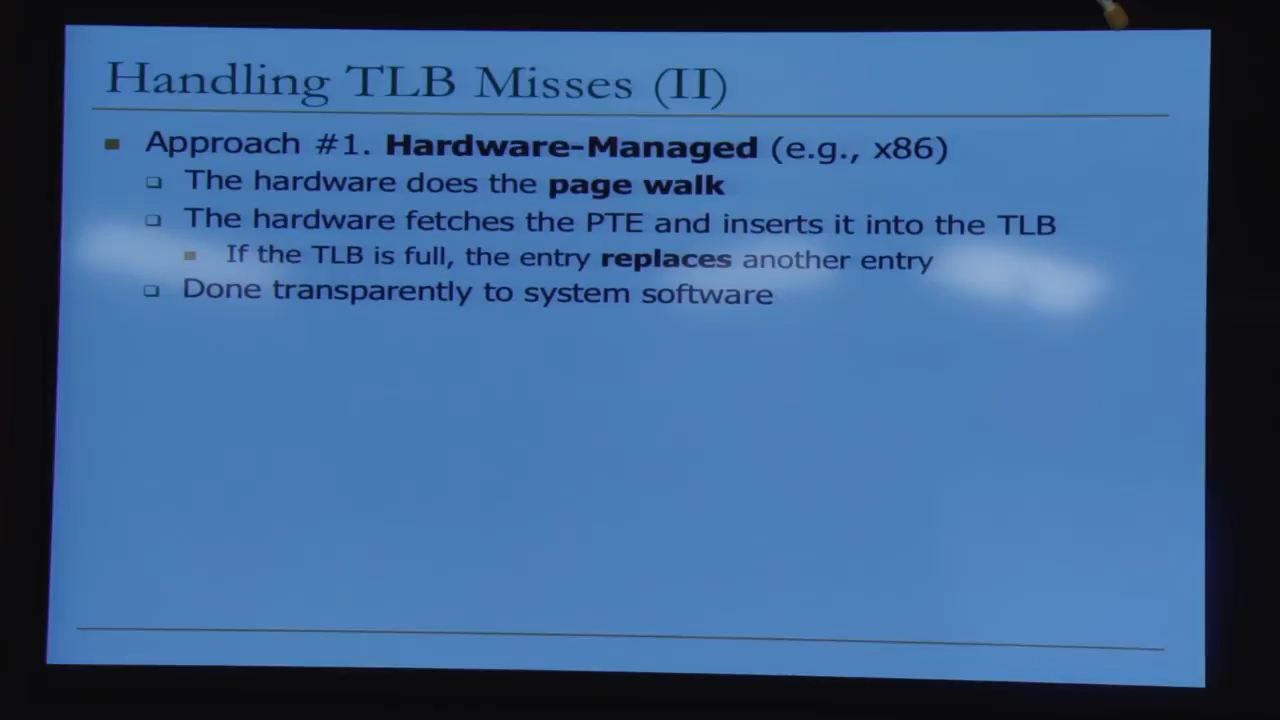 Handling TLB Misses (II)
■ Approach #1. Hardware-Managed (e.g., x86)
❑ The hardware does the page walk
❑ The hardware fetches the PTE and inserts it into the TLB
■ If the TLB is full, the entry replaces another entry
❑ Done transparently to system software